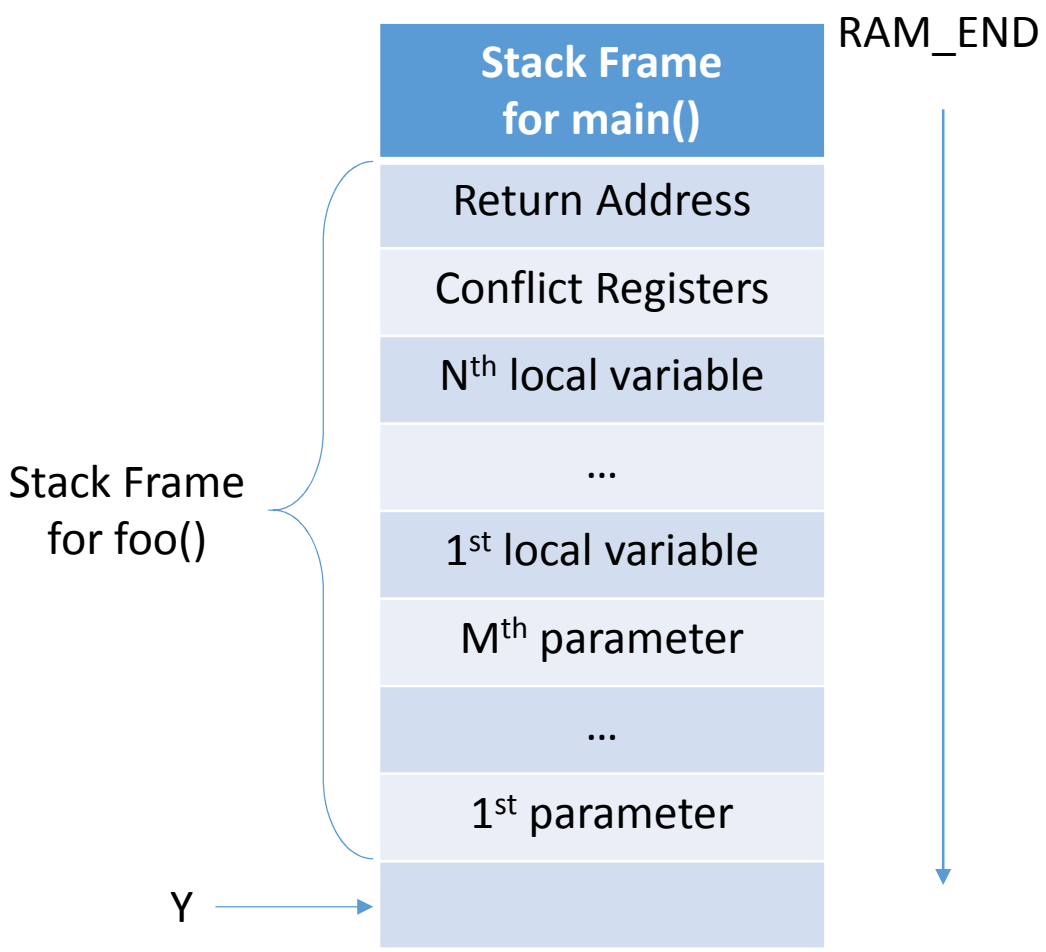 RAM_END
Stack Frame
for main()
Return Address
Conflict Registers
Nth local variable
...
Stack Frame
for foo()
1st local variable
Mth parameter
...
1st parameter
Y